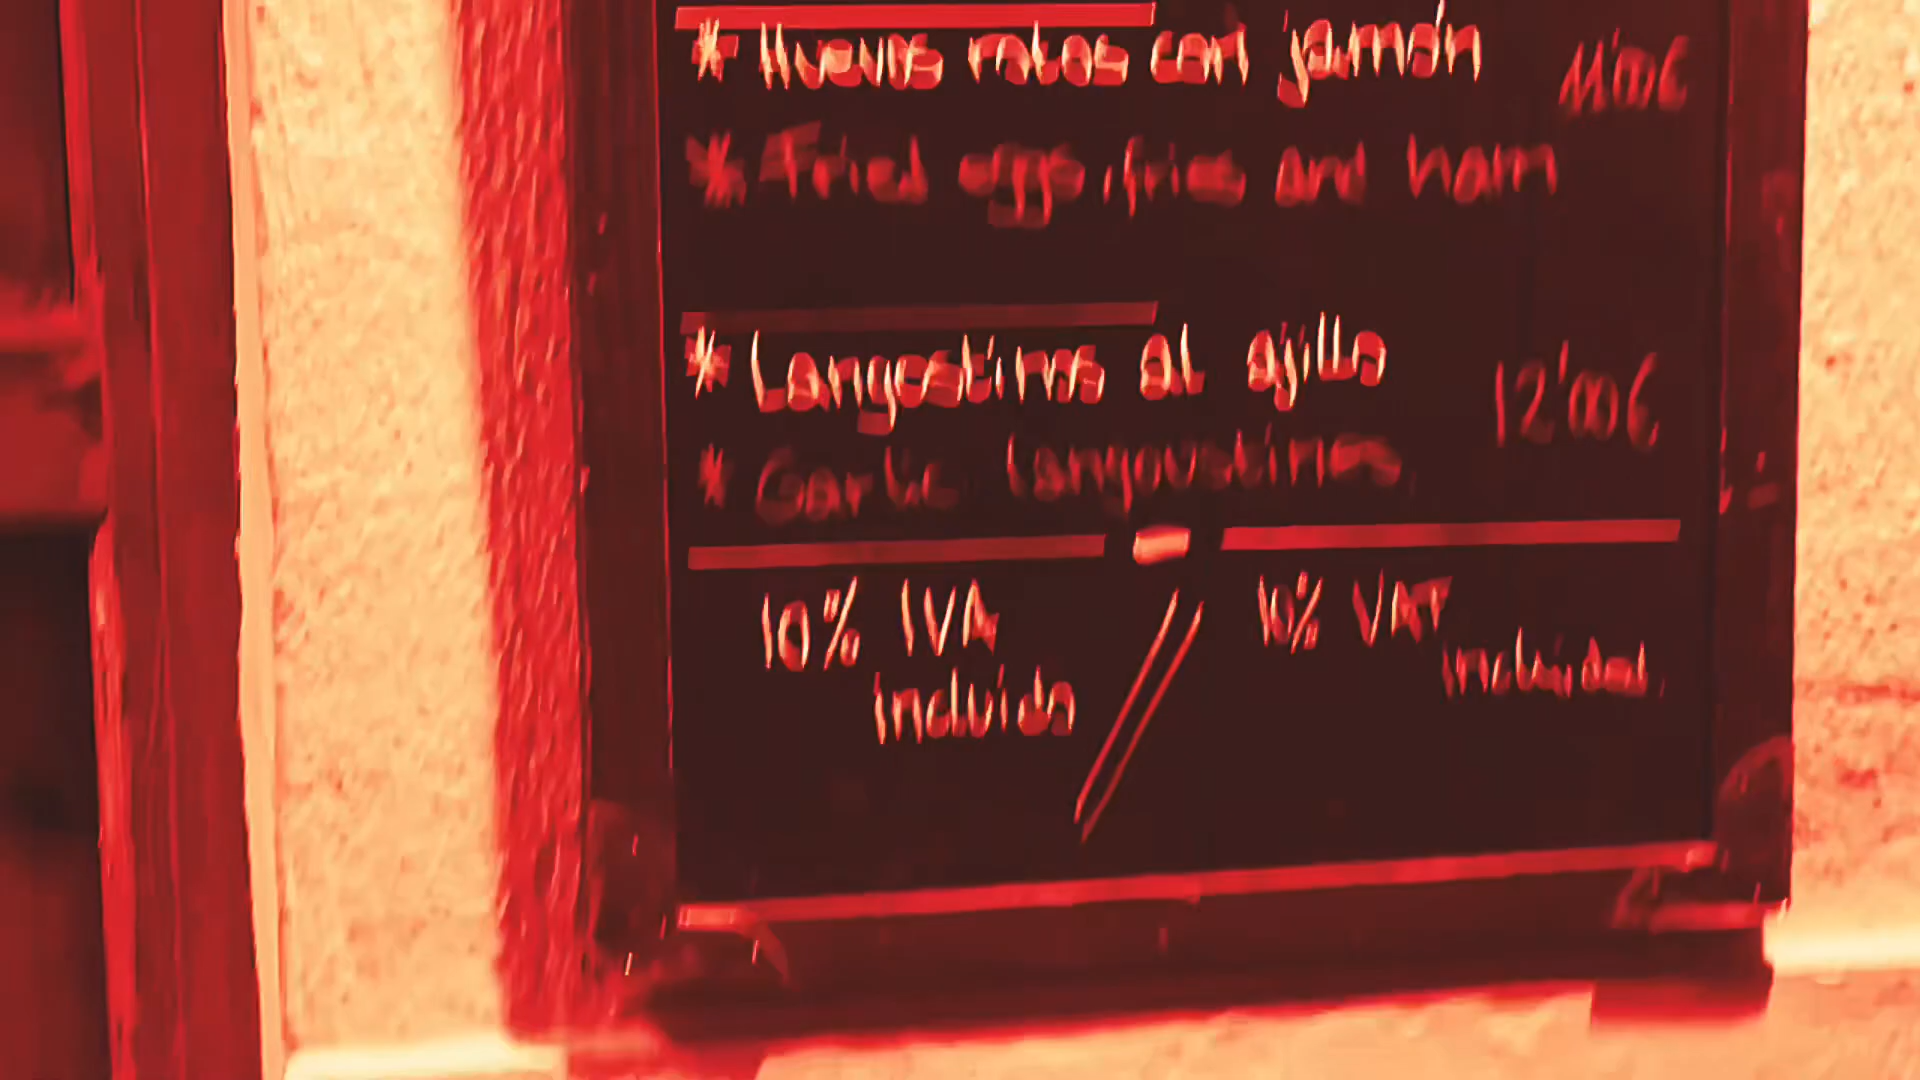 * Huevos rotos con jamón 11'00€
* Fried eggs, fries and ham
* Langostinos al ajillo 12'00€
* Garlic langoustines.
10% IVA incluido // 10% VAT included.